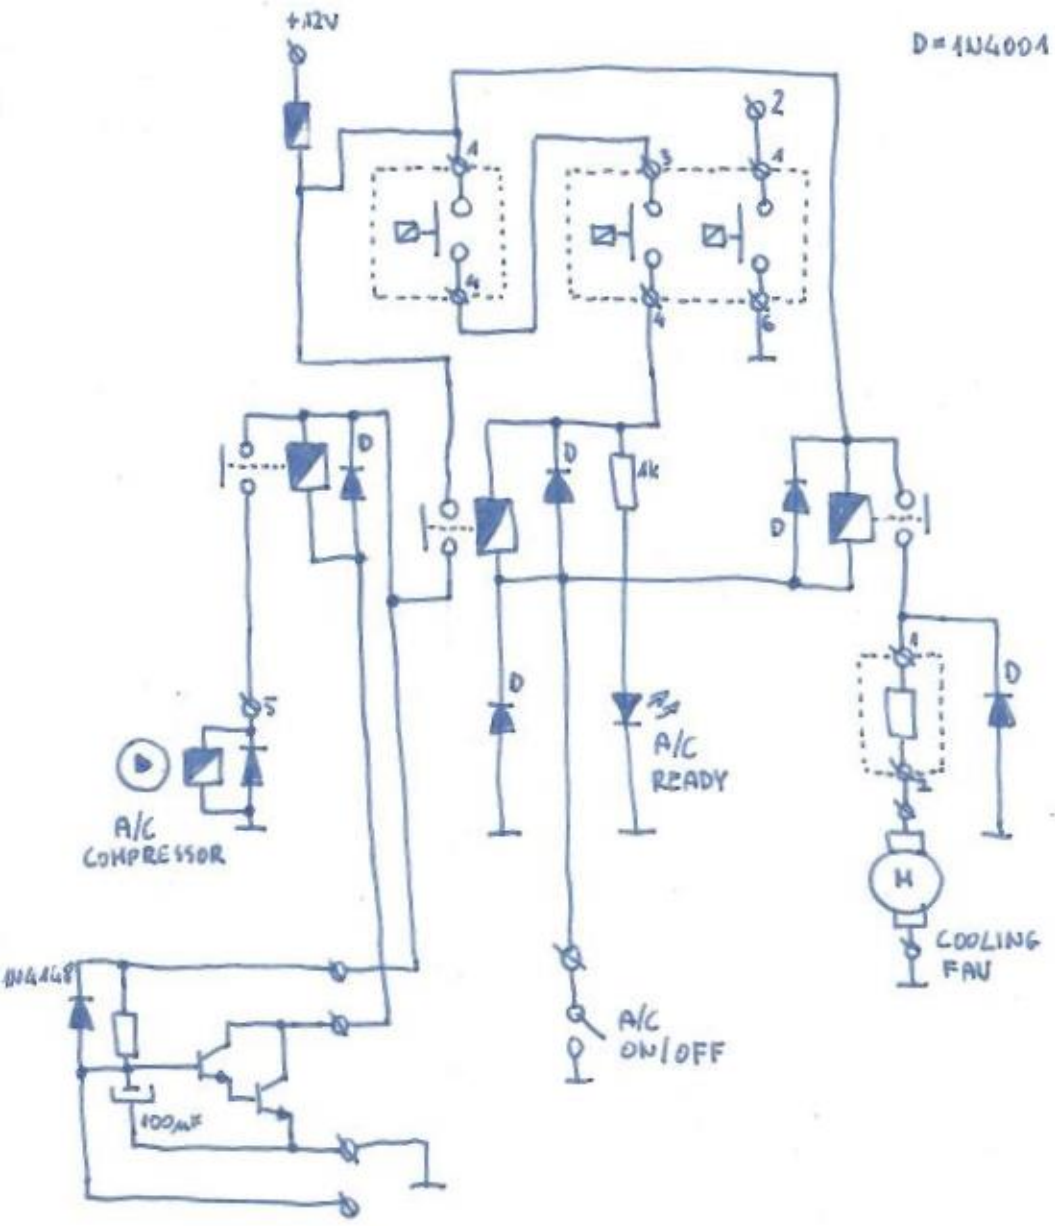 +12V
D=1N4001
2
1
3
1
4
4
6
D
D
1k
D
1
D
D
5
A/C
READY
2
A/C
COMPRESSOR
M
COOLING
FAN
1N4148
A/C
ON/OFF
100µF